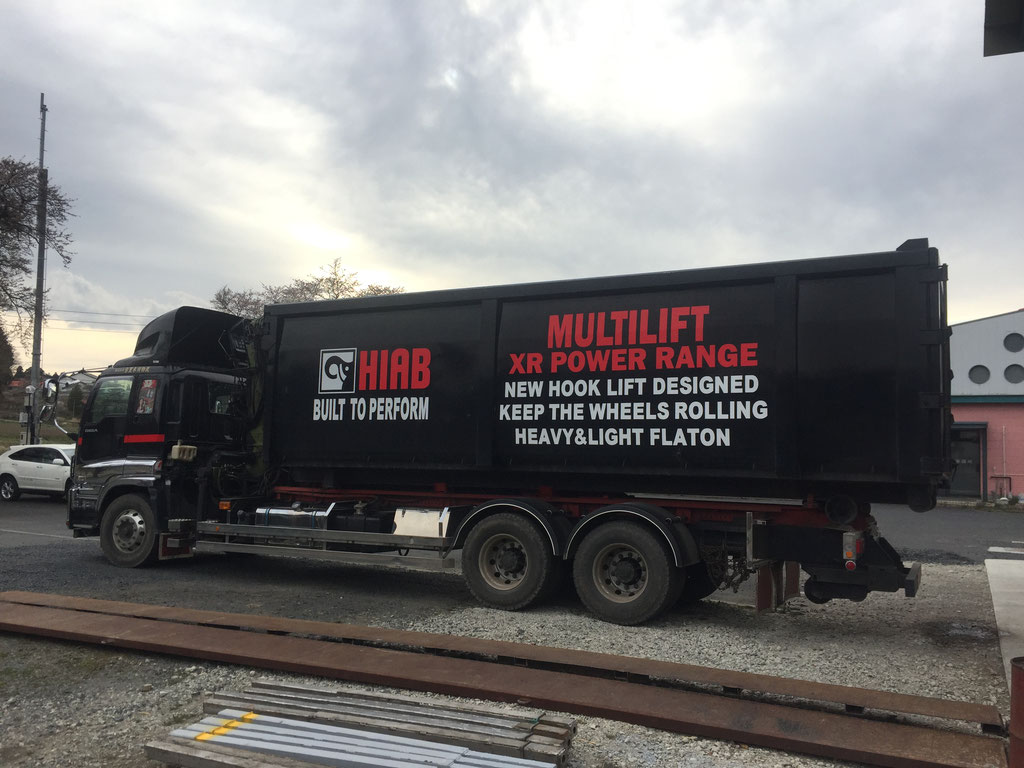 HIAB
BUILT TO PERFORM
MULTILIFT
XR POWER RANGE
NEW HOOK LIFT DESIGNED
KEEP THE WHEELS ROLLING
HEAVY&LIGHT FLATON